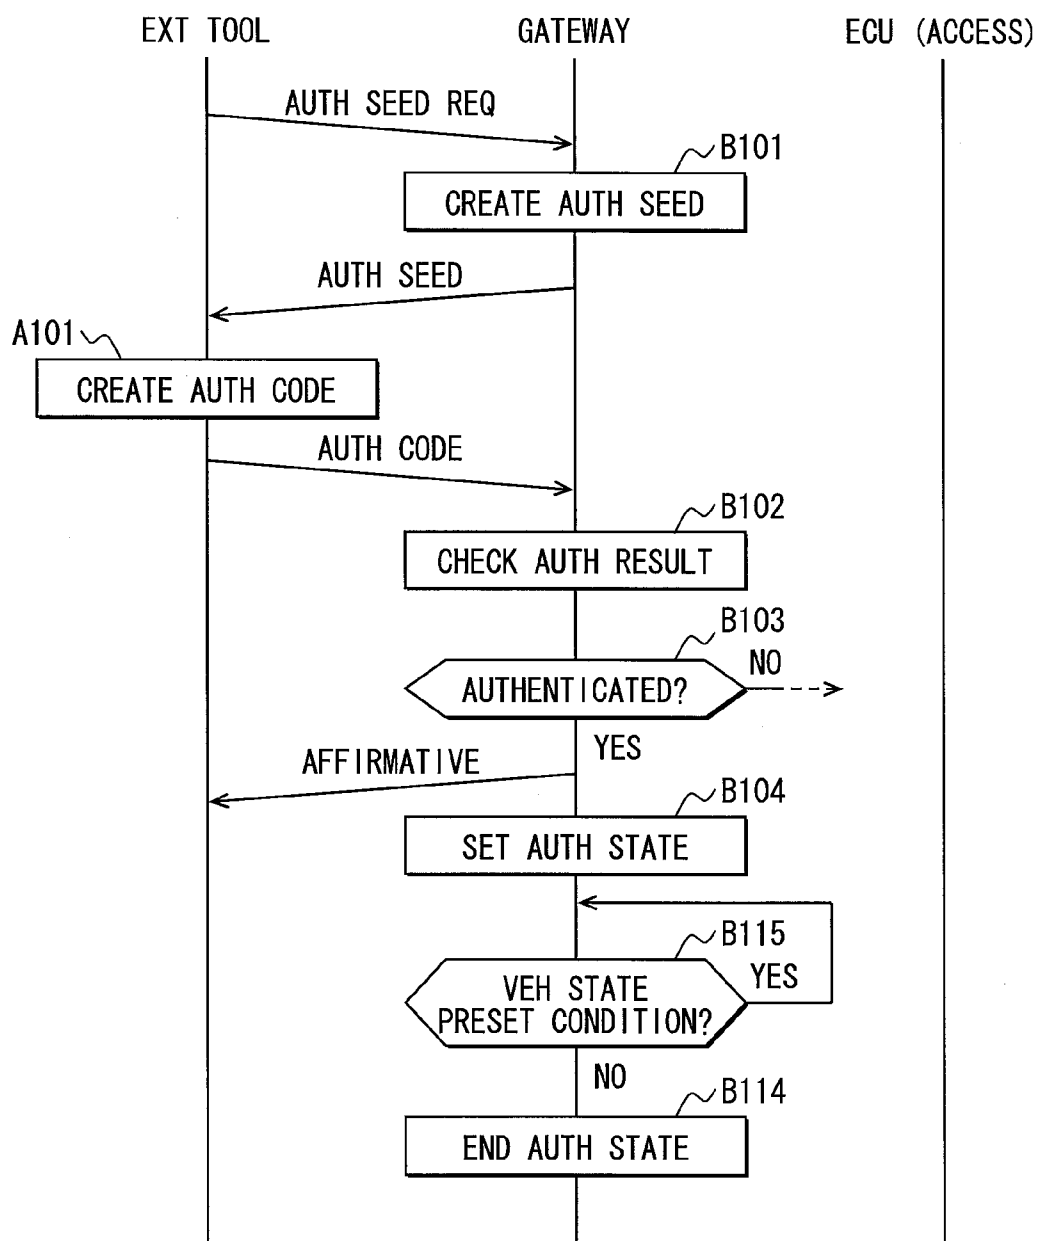 EXT TOOL
GATEWAY
ECU (ACCESS)
AUTH SEED REQ
B101
CREATE AUTH SEED
AUTH SEED
A101
CREATE AUTH CODE
AUTH CODE
B102
CHECK AUTH RESULT
B103
NO
AUTHENTICATED?
YES
AFFIRMATIVE
B104
SET AUTH STATE
B115
YES
VEH STATE
PRESET CONDITION?
NO
B114
END AUTH STATE